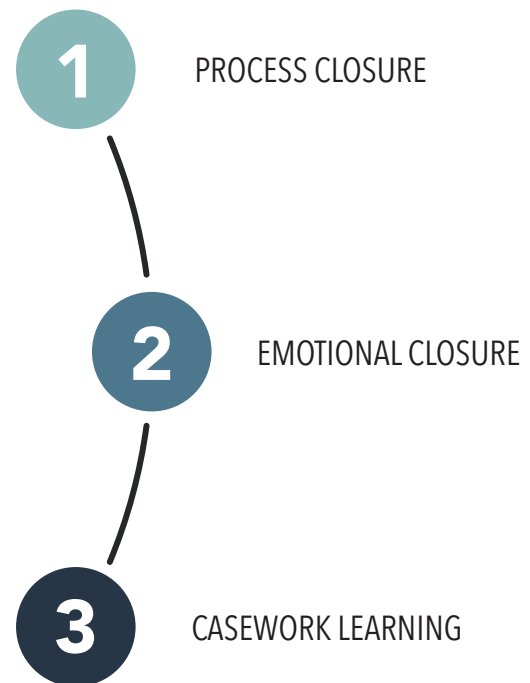 1
PROCESS CLOSURE
2
EMOTIONAL CLOSURE
3
CASEWORK LEARNING